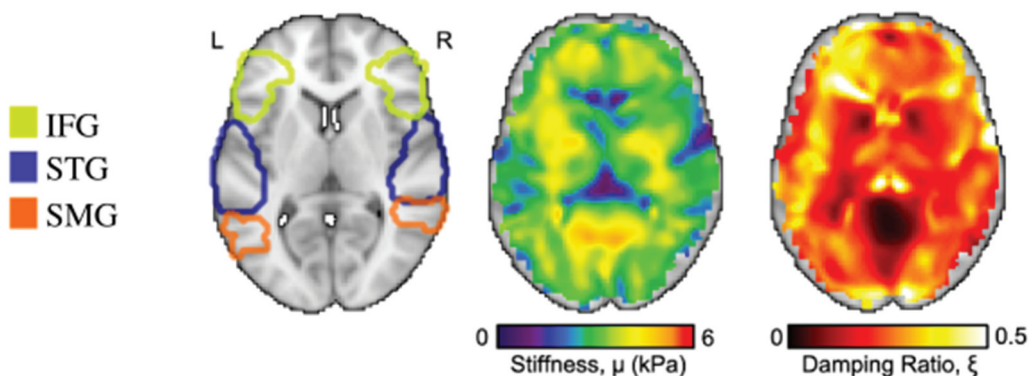 L
R
IFG
STG
SMG
0
6
Stiffness, μ (kPa)
0
0.5
Damping Ratio, ξ